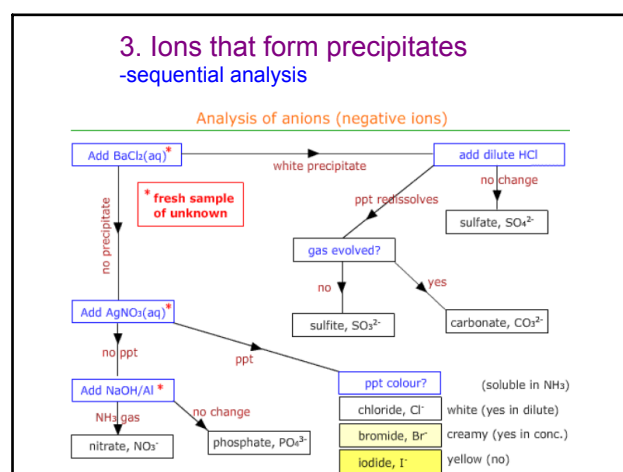 3. Ions that form precipitates
-sequential analysis
Analysis of anions (negative ions)
Add BaCl₂(aq)*
white precipitate
add dilute HCl
* fresh sample
of unknown
no precipitate
ppt redissolves
no change
sulfate, SO₄²⁻
gas evolved?
no
yes
sulfite, SO₃²⁻
carbonate, CO₃²⁻
Add AgNO₃(aq)*
no ppt
ppt
Add NaOH/Al *
NH₃ gas
no change
nitrate, NO₃⁻
phosphate, PO₄³⁻
ppt colour?
(soluble in NH₃)
chloride, Cl⁻
white (yes in dilute)
bromide, Br⁻
creamy (yes in conc.)
iodide, I⁻
yellow (no)